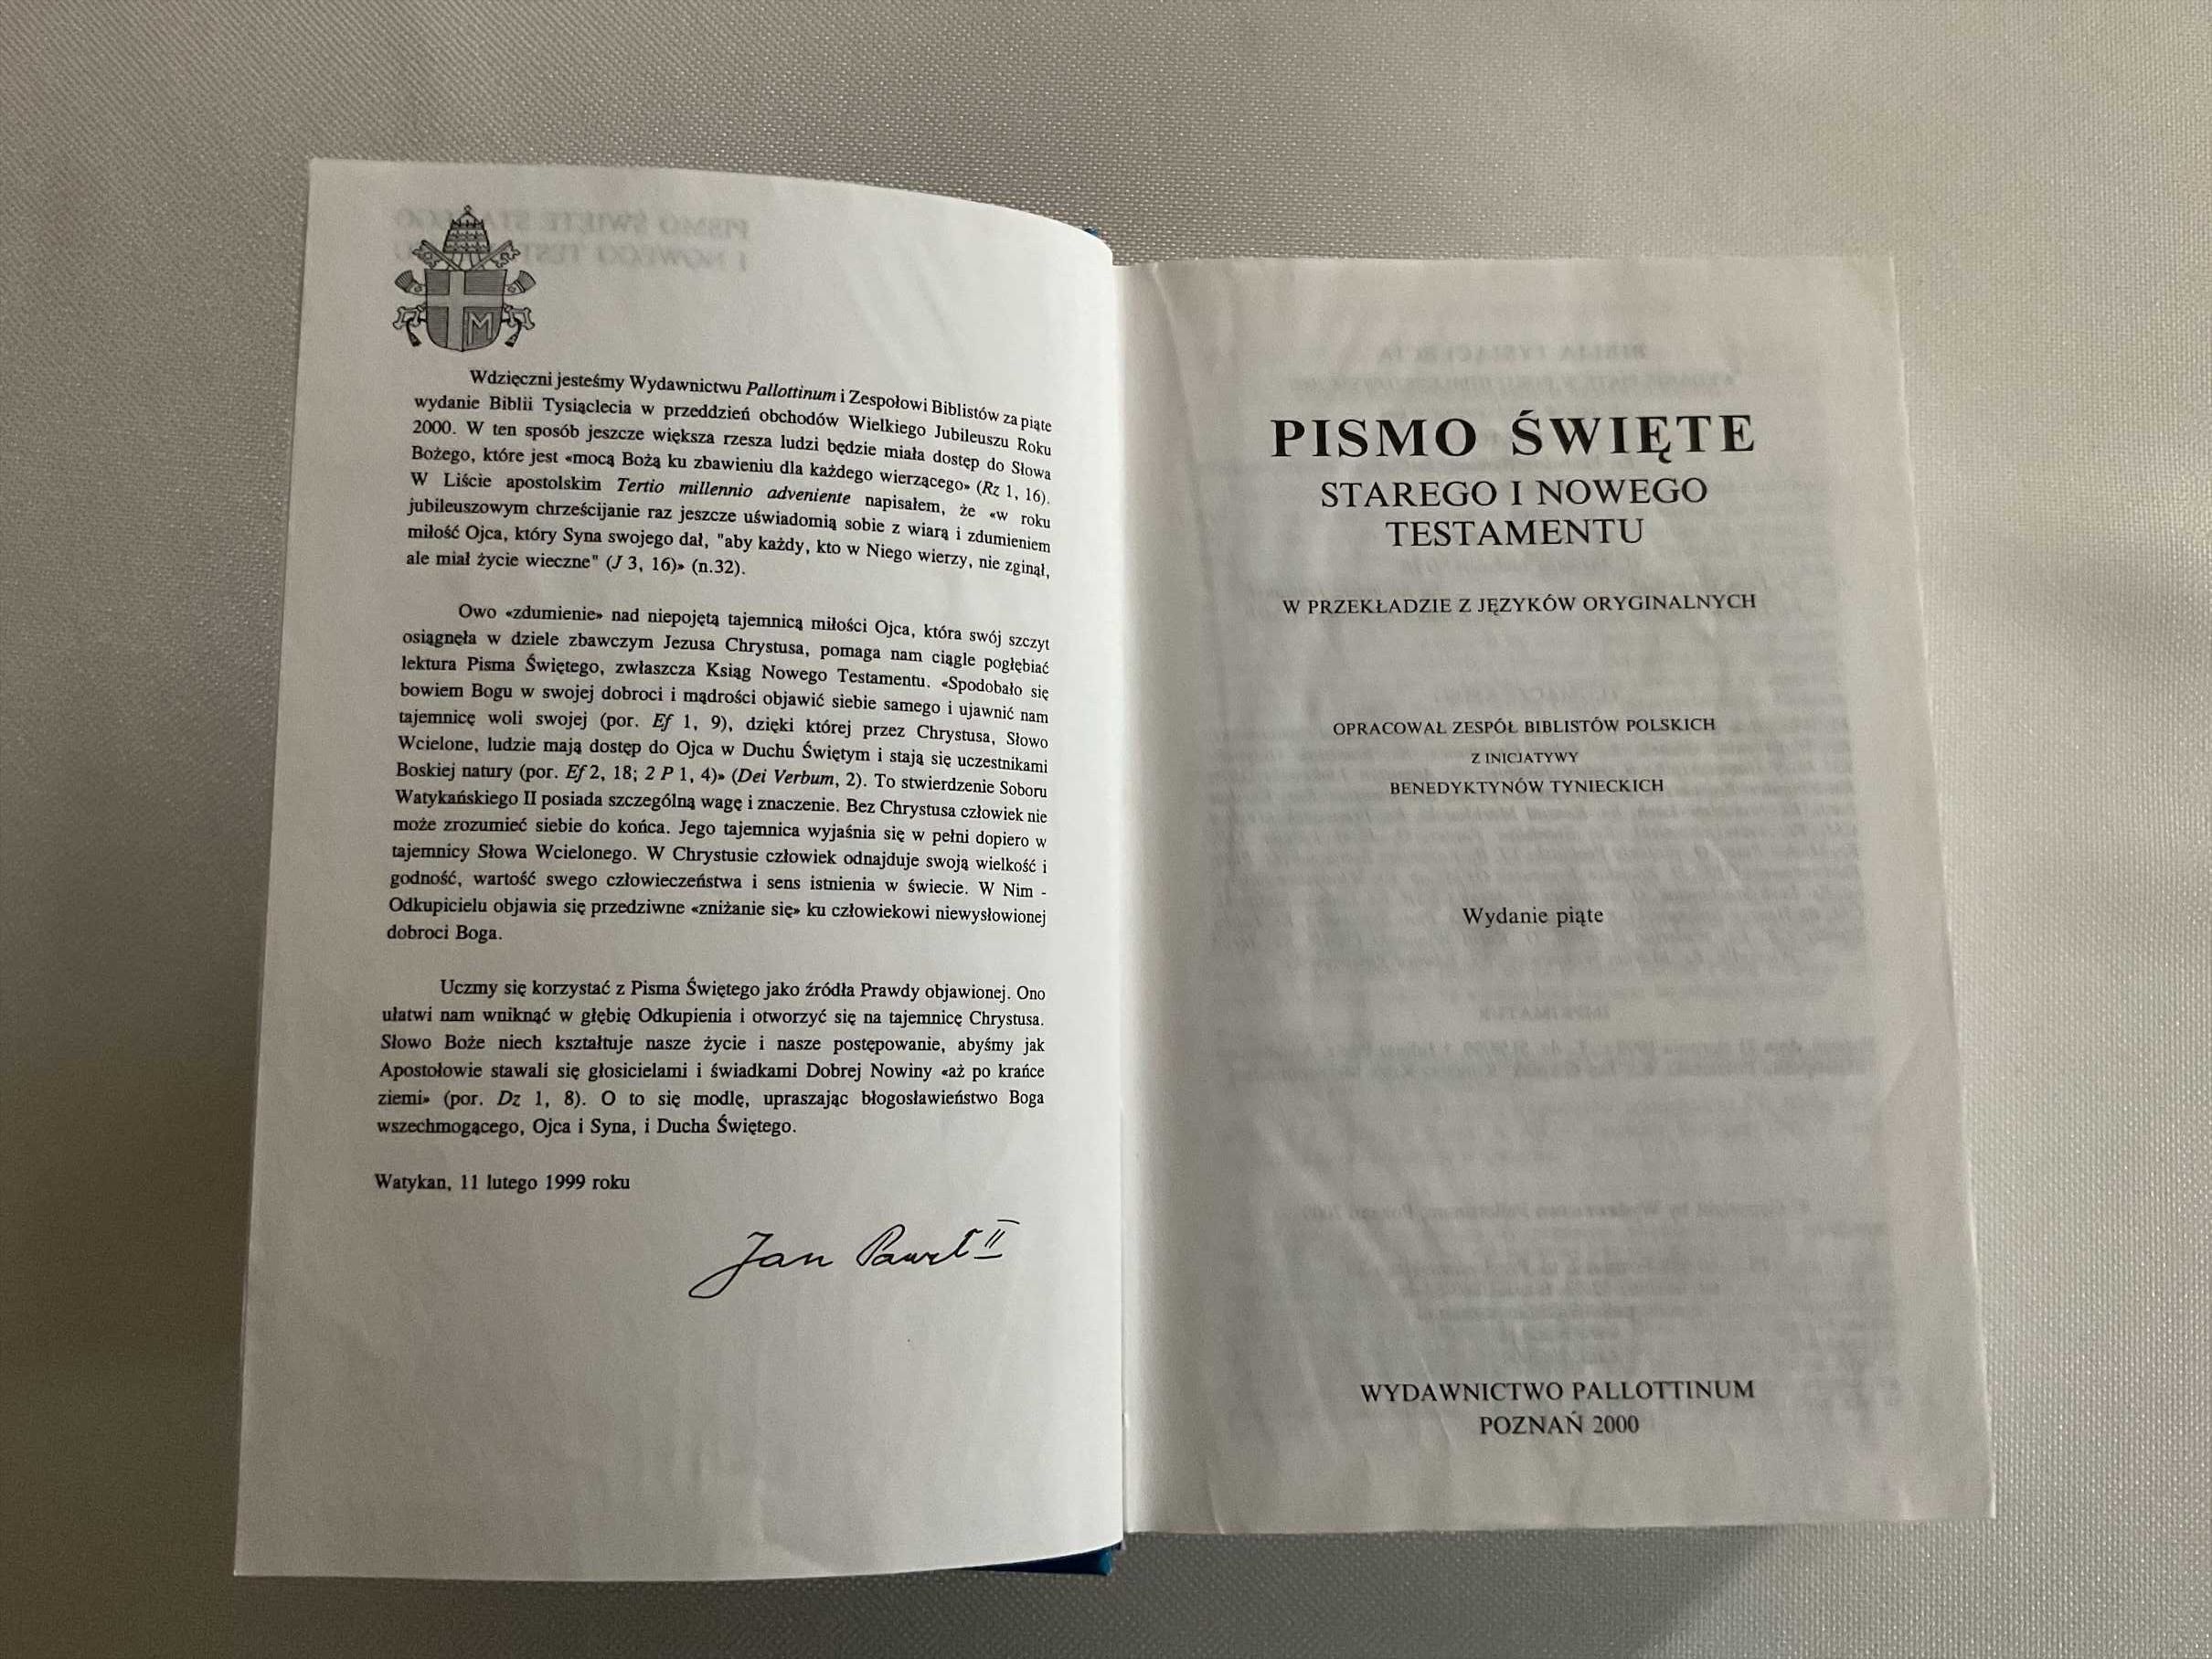 Wdzięczni jesteśmy Wydawnictwu Pallottinum i Zespołowi Biblistów za piąte
wydanie Biblii Tysiąclecia w przeddzień obchodów Wielkiego Jubileuszu Roku
2000. W ten sposób jeszcze większa rzesza ludzi będzie miała dostęp do Słowa
Bożego, które jest «mocą Bożą ku zbawieniu dla każdego wierzącego» (Rz 1, 16).
W Liście apostolskim Tertio millennio adveniente napisałem, że «w roku
jubileuszowym chrześcijanie raz jeszcze uświadomią sobie z wiarą i zdumieniem
miłość Ojca, który Syna swojego dał, "aby każdy, kto w Niego wierzy, nie zginął,
ale miał życie wieczne" (J 3, 16)» (n.32).
Owo «zdumienie» nad niepojętą tajemnicą miłości Ojca, która swój szczyt
osiągnęła w dziele zbawczym Jezusa Chrystusa, pomaga nam ciągle pogłębiać
lektura Pisma Świętego, zwłaszcza Ksiąg Nowego Testamentu. «Spodobało się
bowiem Bogu w swojej dobroci i mądrości objawić siebie samego i ujawnić nam
tajemnicę woli swojej (por. Ef 1, 9), dzięki której przez Chrystusa, Słowo
Wcielone, ludzie mają dostęp do Ojca w Duchu Świętym i stają się uczestnikami
Boskiej natury (por. Ef 2, 18; 2 P 1, 4)» (Dei Verbum, 2). To stwierdzenie Soboru
Watykańskiego II posiada szczególną wagę i znaczenie. Bez Chrystusa człowiek nie
może zrozumieć siebie do końca. Jego tajemnica wyjaśnia się w pełni dopiero w
tajemnicy Słowa Wcielonego. W Chrystusie człowiek odnajduje swoją wielkość i
godność, wartość swego człowieczeństwa i sens istnienia w świecie. W Nim -
Odkupicielu objawia się przedziwne «zniżanie się» ku człowiekowi niewysłowionej
dobroci Boga.
Uczmy się korzystać z Pisma Świętego jako źródła Prawdy objawionej. Ono
ułatwi nam wniknąć w głębię Odkupienia i otworzyć się na tajemnicę Chrystusa.
Słowo Boże niech kształtuje nasze życie i nasze postępowanie, abyśmy jak
Apostołowie stawali się głosicielami i świadkami Dobrej Nowiny «aż po krańce
ziemi» (por. Dz 1, 8). O to się modlę, upraszając błogosławieństwo Boga
wszechmogącego, Ojca i Syna, i Ducha Świętego.
Watykan, 11 lutego 1999 roku
Jan Paweł II
PISMO ŚWIĘTE
STAREGO I NOWEGO
TESTAMENTU
W PRZEKŁADZIE Z JĘZYKÓW ORYGINALNYCH
OPRACOWAŁ ZESPÓŁ BIBLISTÓW POLSKICH
Z INICJATYWY
BENEDYKTYNÓW TYNIECKICH
Wydanie piąte
WYDAWNICTWO PALLOTTINUM
POZNAŃ 2000